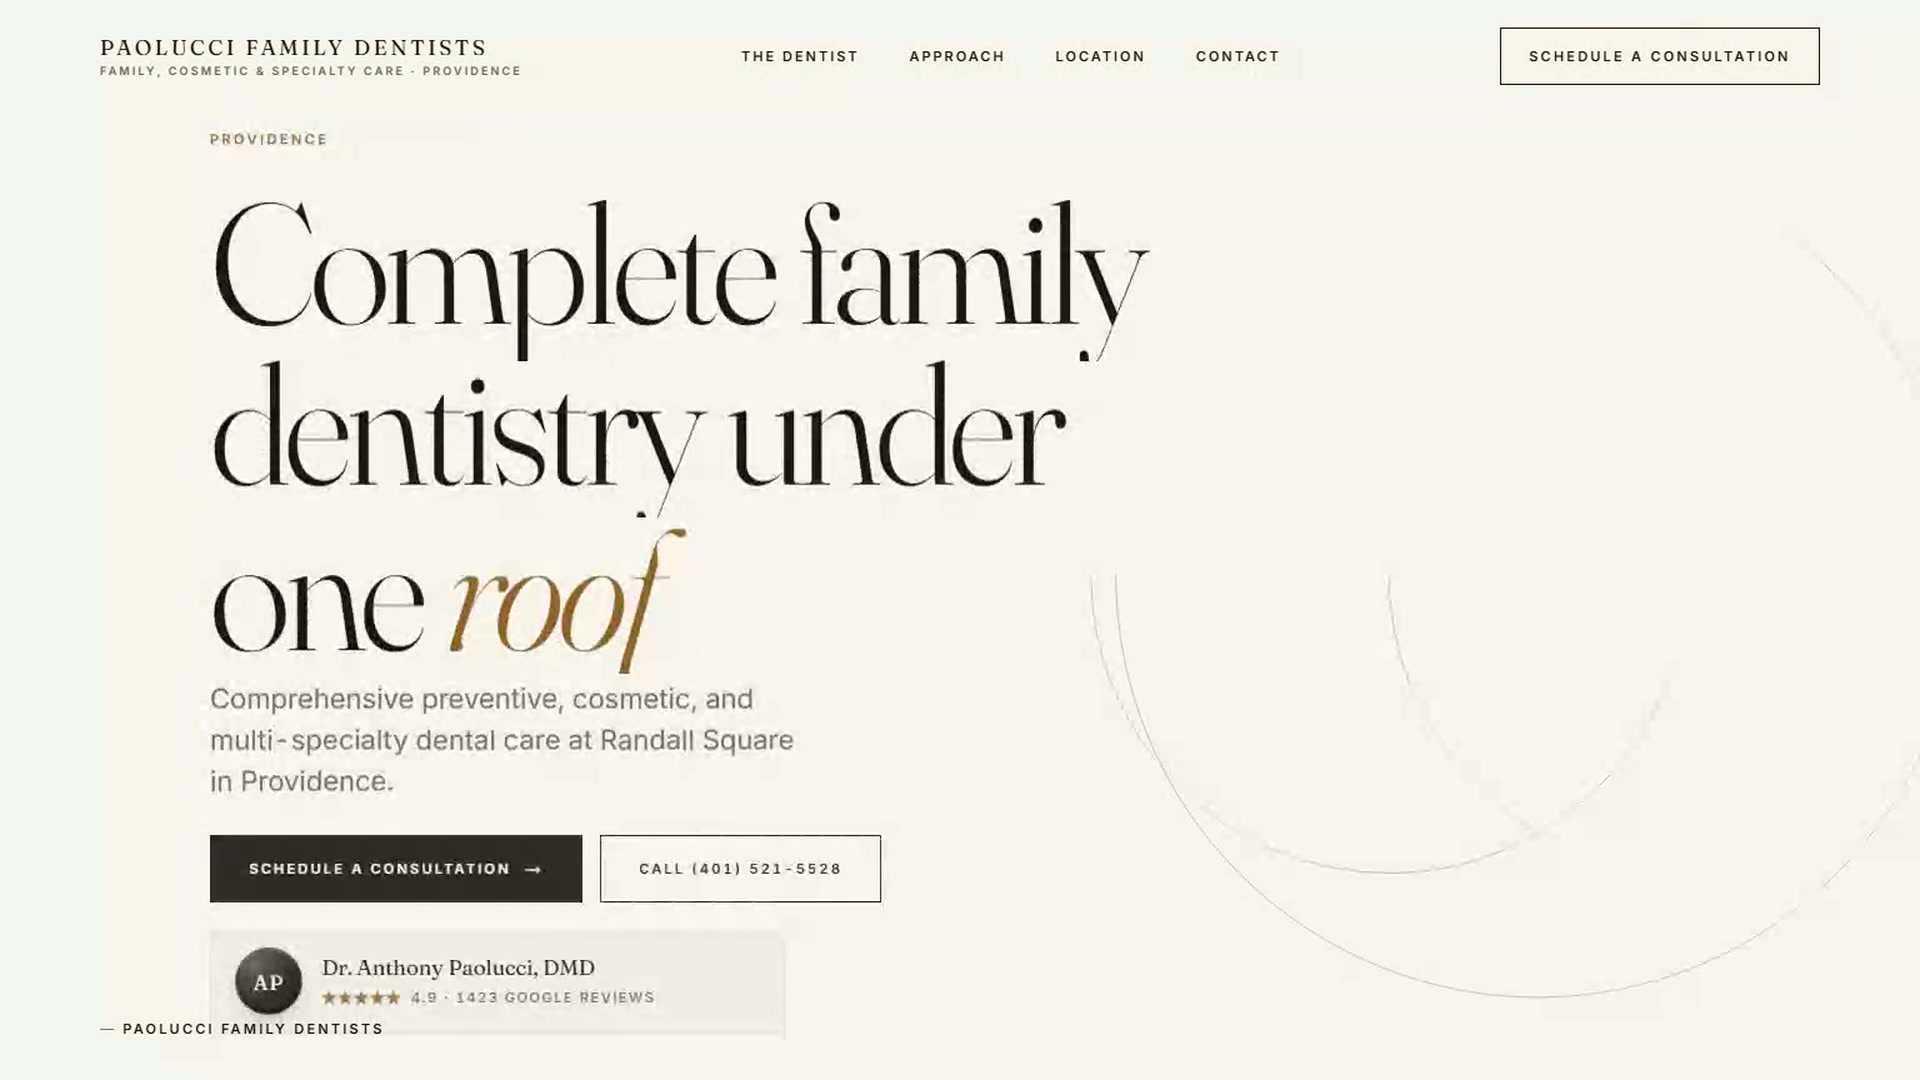 PAOLUCCI FAMILY DENTISTS
FAMILY, COSMETIC & SPECIALTY CARE · PROVIDENCE
THE DENTIST
APPROACH
LOCATION
CONTACT
SCHEDULE A CONSULTATION
PROVIDENCE
Complete family
dentistry under
one roof
Comprehensive preventive, cosmetic, and
multi-specialty dental care at Randall Square
in Providence.
SCHEDULE A CONSULTATION →
CALL (401) 521-5528
AP
Dr. Anthony Paolucci, DMD
★★★★★ 4.9 · 1423 GOOGLE REVIEWS
— PAOLUCCI FAMILY DENTISTS